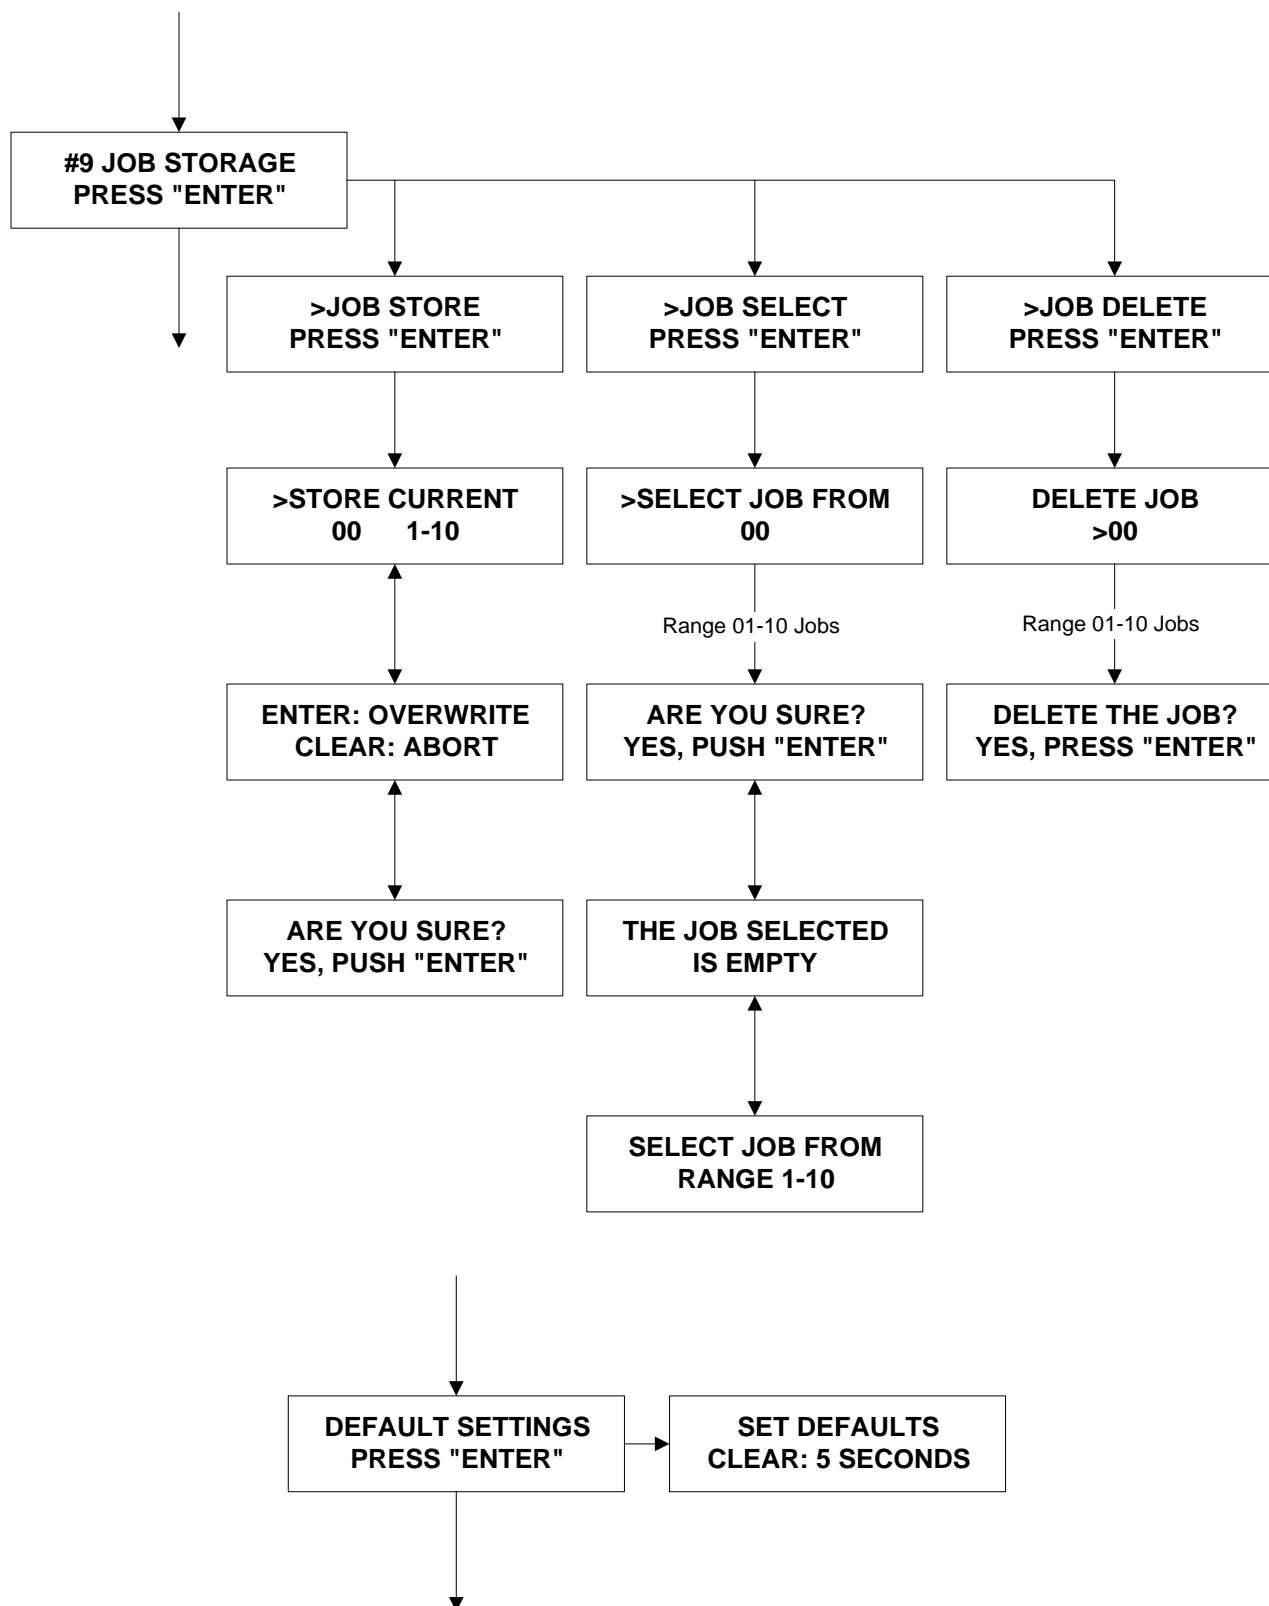 #9 JOB STORAGE
PRESS "ENTER"
>JOB STORE
PRESS "ENTER"
>JOB SELECT
PRESS "ENTER"
>JOB DELETE
PRESS "ENTER"
>STORE CURRENT
00 1-10
>SELECT JOB FROM
00
DELETE JOB
>00
Range 01-10 Jobs
Range 01-10 Jobs
ENTER: OVERWRITE
CLEAR: ABORT
ARE YOU SURE?
YES, PUSH "ENTER"
DELETE THE JOB?
YES, PRESS "ENTER"
ARE YOU SURE?
YES, PUSH "ENTER"
THE JOB SELECTED
IS EMPTY
SELECT JOB FROM
RANGE 1-10
DEFAULT SETTINGS
PRESS "ENTER"
SET DEFAULTS
CLEAR: 5 SECONDS